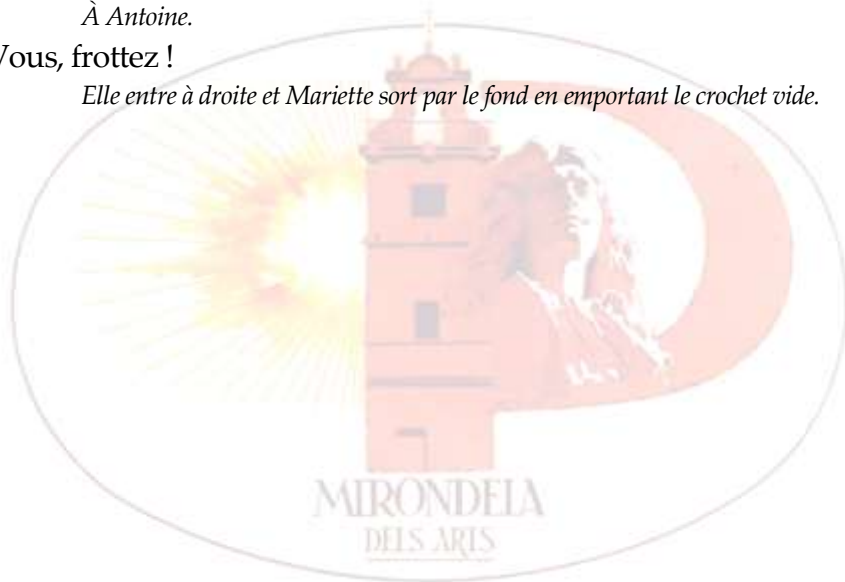 À Antoine.
Vous, frottez !
Elle entre à droite et Mariette sort par le fond en emportant le crochet vide.
MIRONDELA
DELS ARTS